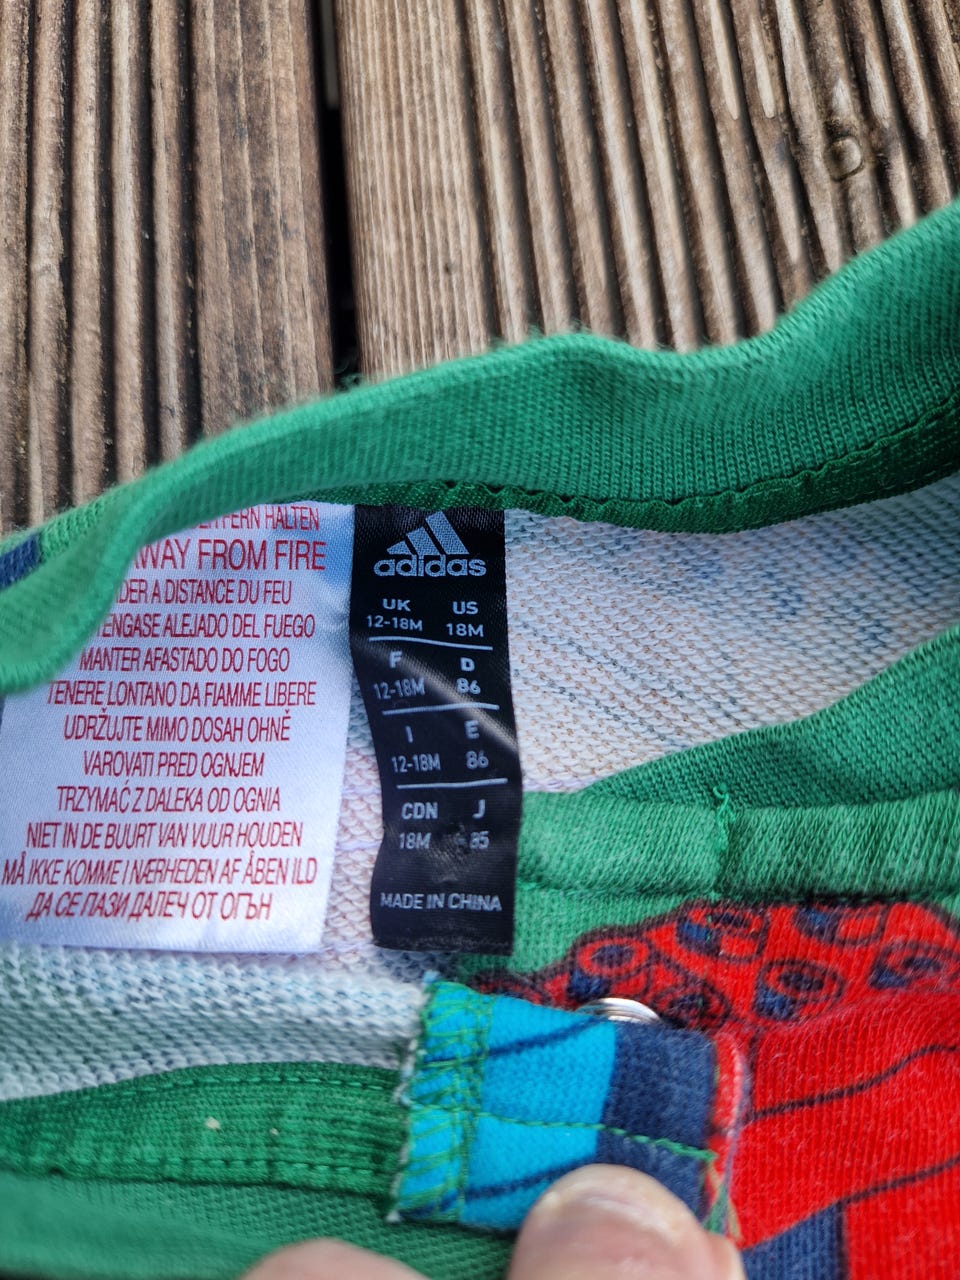 FERN HALTEN
AWAY FROM FIRE
A DISTANCE DU FEU
ALEJADO DEL FUEGO
MANTER AFASTADO DO FOGO
TENERE LONTANO DA FIAMME LIBERE
UDRŽUJTE MIMO DOSAH OHNĚ
VAROVATI PRED OGNJEM
TRZYMAĆ Z DALEKA OD OGNIA
NIET IN DE BUURT VAN VUUR HOUDEN
MÅ IKKE KOMME I NÆRHEDEN AF ÅBEN ILD
ДА СЕ ПАЗИ ДАЛЕЧ ОТ ОГЪН
adidas
UK US
12-18M 18M
F D
12-18M 86
I E
12-18M 86
CDN J
18M 85
MADE IN CHINA